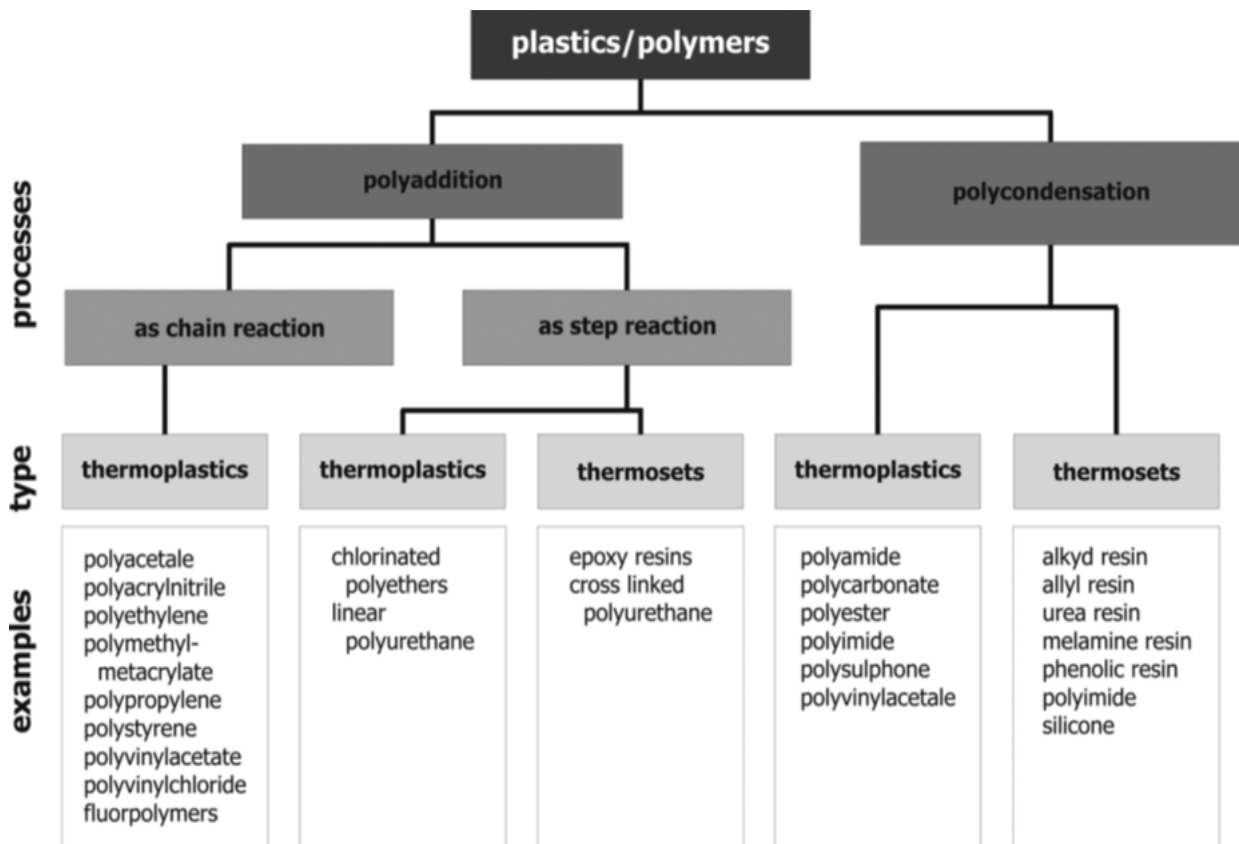 plastics/polymers
processes
polyaddition
polycondensation
as chain reaction
as step reaction
type
thermoplastics
thermoplastics
thermosets
thermoplastics
thermosets
examples
polyacetale
polyacrylnitrile
polyethylene
polymethyl-
metacrylate
polypropylene
polystyrene
polyvinylacetate
polyvinylchloride
fluorpolymers
chlorinated
polyethers
linear
polyurethane
epoxy resins
cross linked
polyurethane
polyamide
polycarbonate
polyester
polyimide
polysulphone
polyvinylacetale
alkyd resin
allyl resin
urea resin
melamine resin
phenolic resin
polyimide
silicone